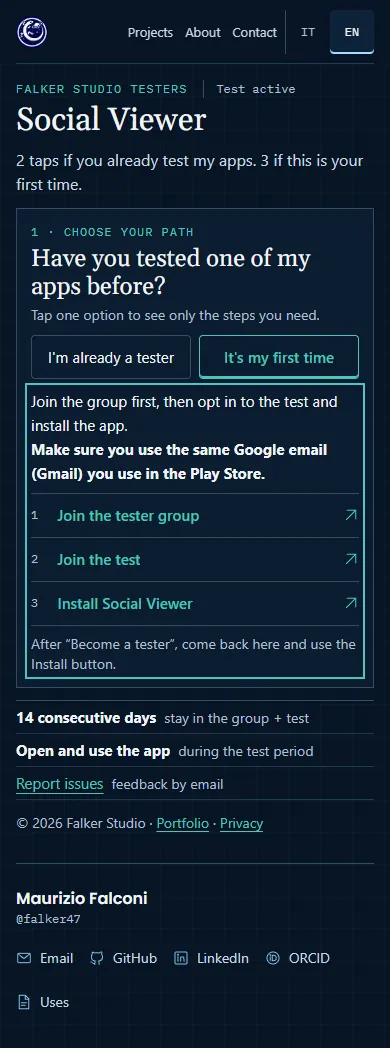 Projects About Contact IT EN
FALKER STUDIO TESTERS Test active
Social Viewer
2 taps if you already test my apps. 3 if this is your
first time.
1 · CHOOSE YOUR PATH
Have you tested one of my
apps before?
Tap one option to see only the steps you need.
I'm already a tester It's my first time
Join the group first, then opt in to the test and
install the app.
Make sure you use the same Google email
(Gmail) you use in the Play Store.
1 Join the tester group
2 Join the test
3 Install Social Viewer
After “Become a tester”, come back here and use the
Install button.
14 consecutive days stay in the group + test
Open and use the app during the test period
Report issues feedback by email
© 2026 Falker Studio · Portfolio · Privacy
Maurizio Falconi
@falker47
Email GitHub LinkedIn ORCID
Uses